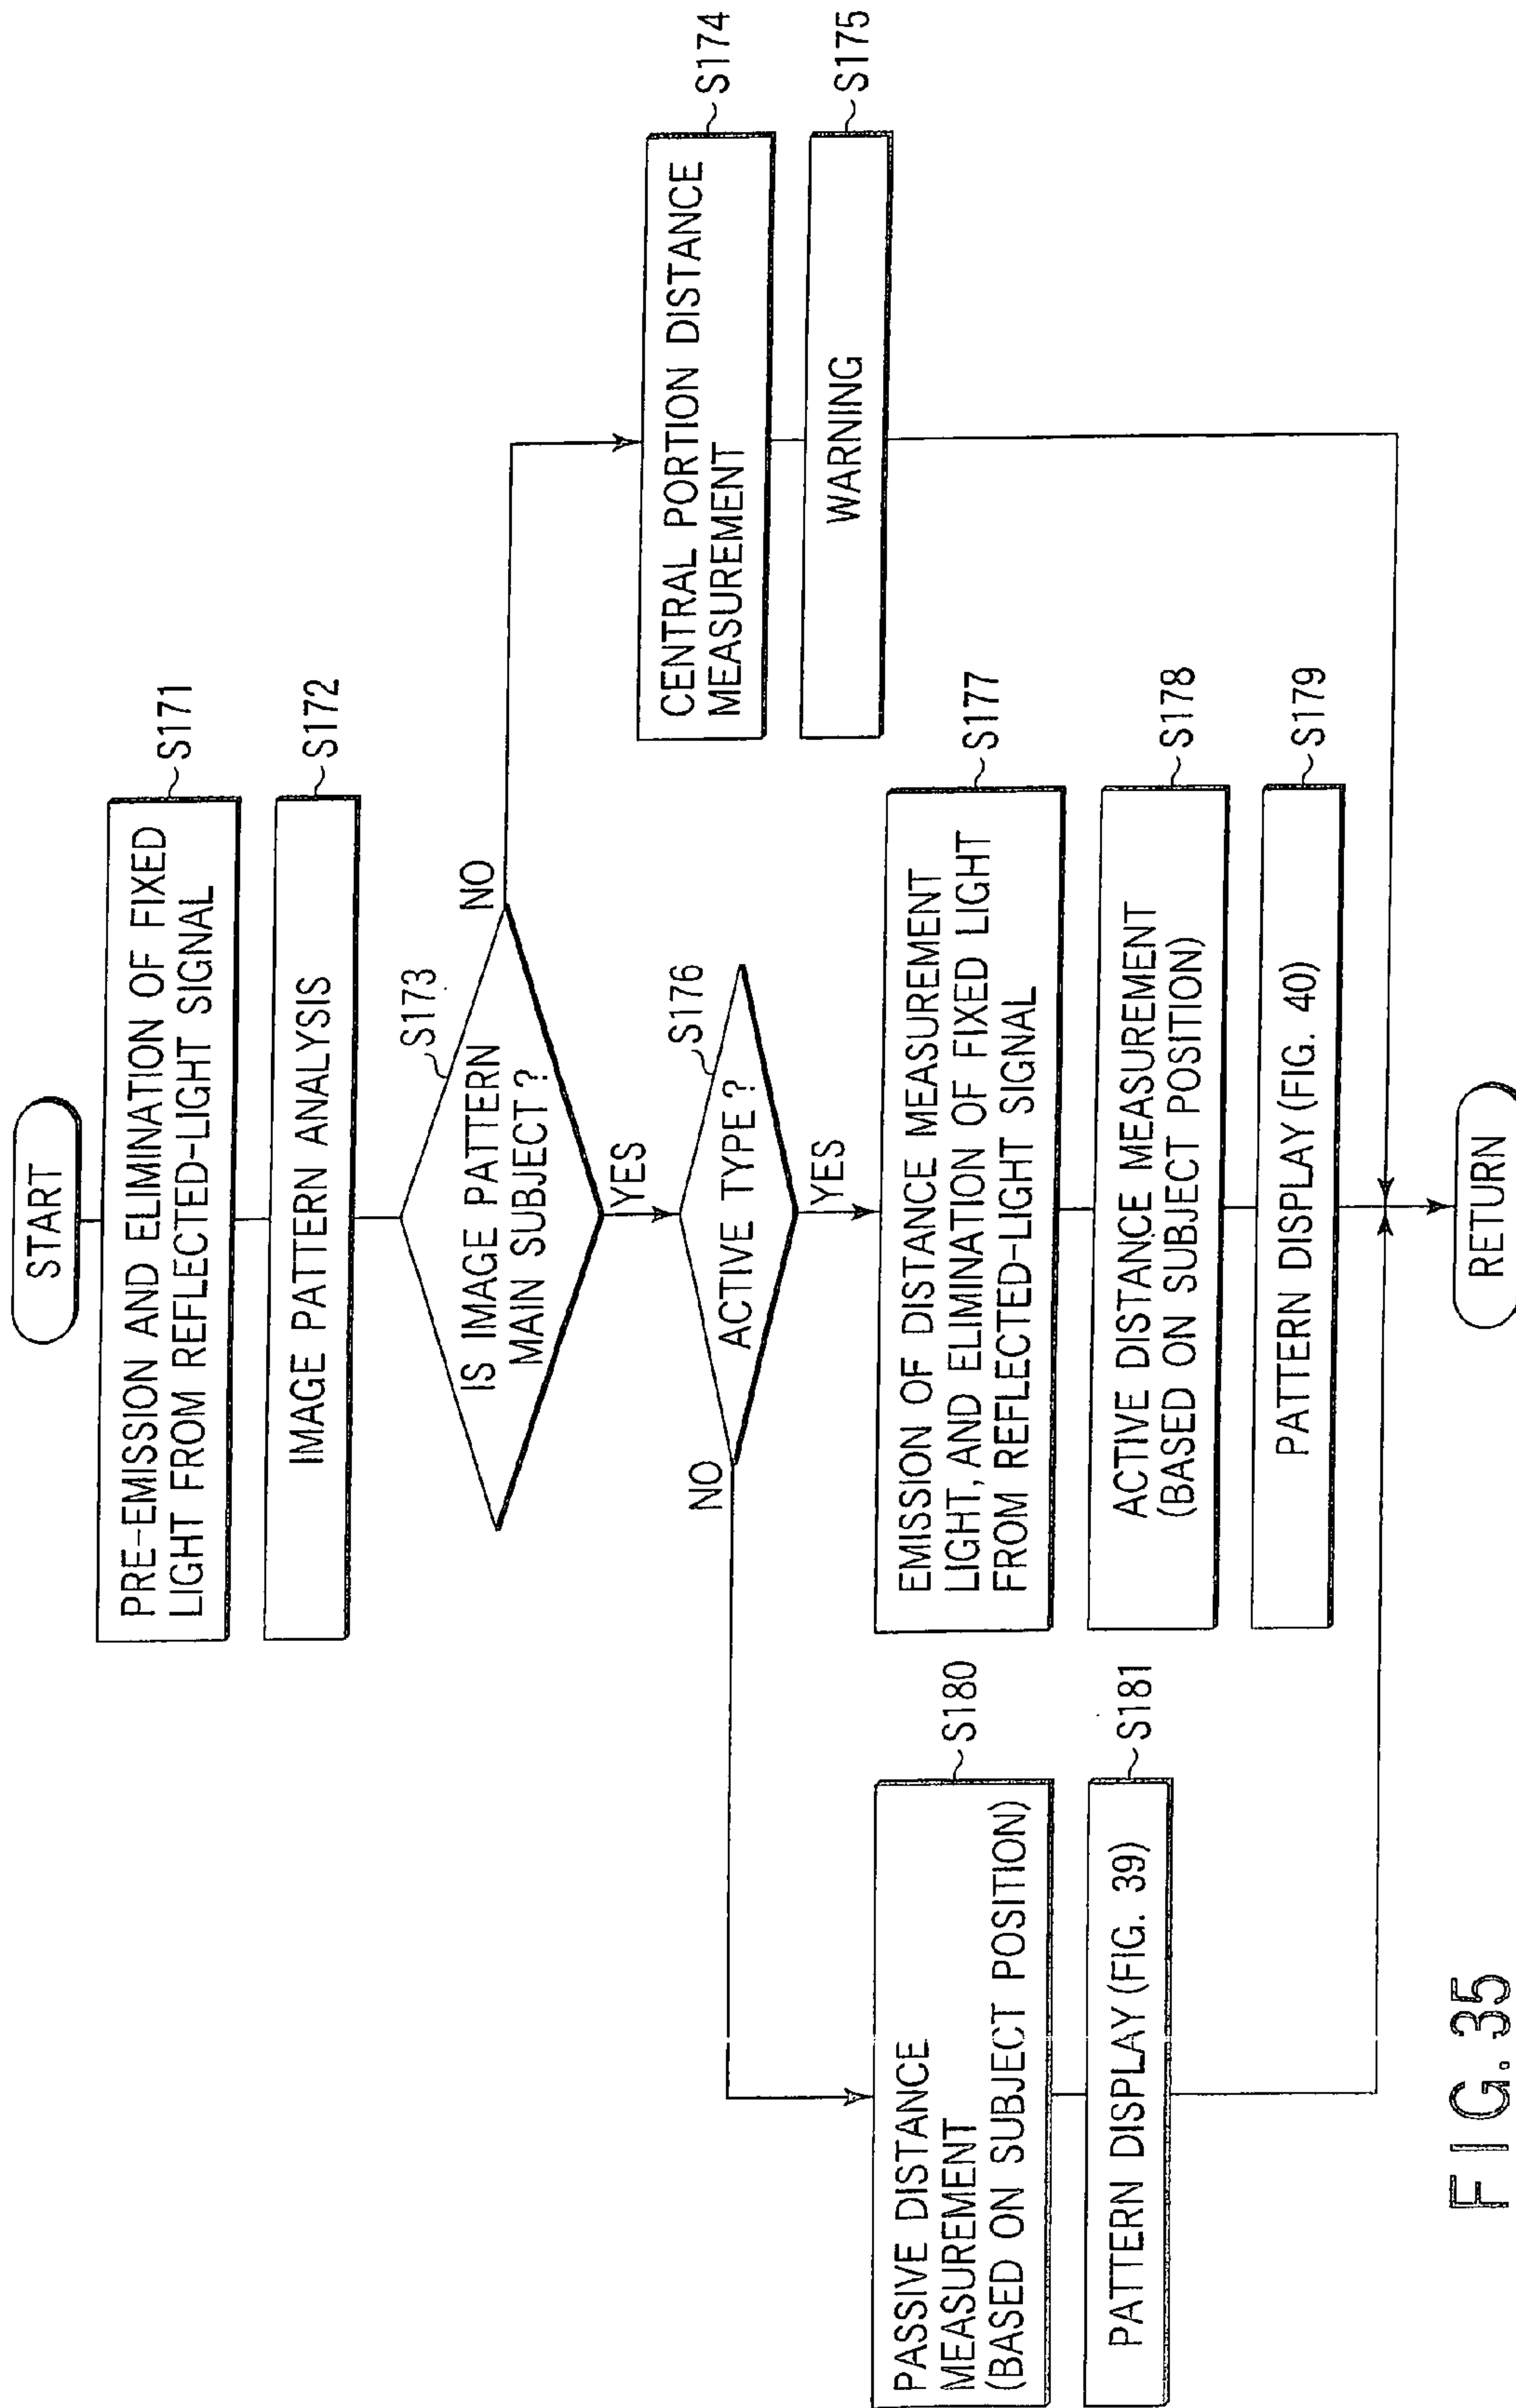 START
PRE-EMISSION AND ELIMINATION OF FIXED
LIGHT FROM REFLECTED-LIGHT SIGNAL
S171
IMAGE PATTERN ANALYSIS
S172
IS IMAGE PATTERN
MAIN SUBJECT?
S173
NO
YES
CENTRAL PORTION DISTANCE
MEASUREMENT
S174
WARNING
S175
ACTIVE TYPE?
S176
NO
YES
EMISSION OF DISTANCE MEASUREMENT
LIGHT, AND ELIMINATION OF FIXED LIGHT
FROM REFLECTED-LIGHT SIGNAL
S177
ACTIVE DISTANCE MEASUREMENT
(BASED ON SUBJECT POSITION)
S178
PATTERN DISPLAY (FIG. 40)
S179
PASSIVE DISTANCE
MEASUREMENT
(BASED ON SUBJECT POSITION)
S180
PATTERN DISPLAY (FIG. 39)
S181
RETURN
FIG. 35